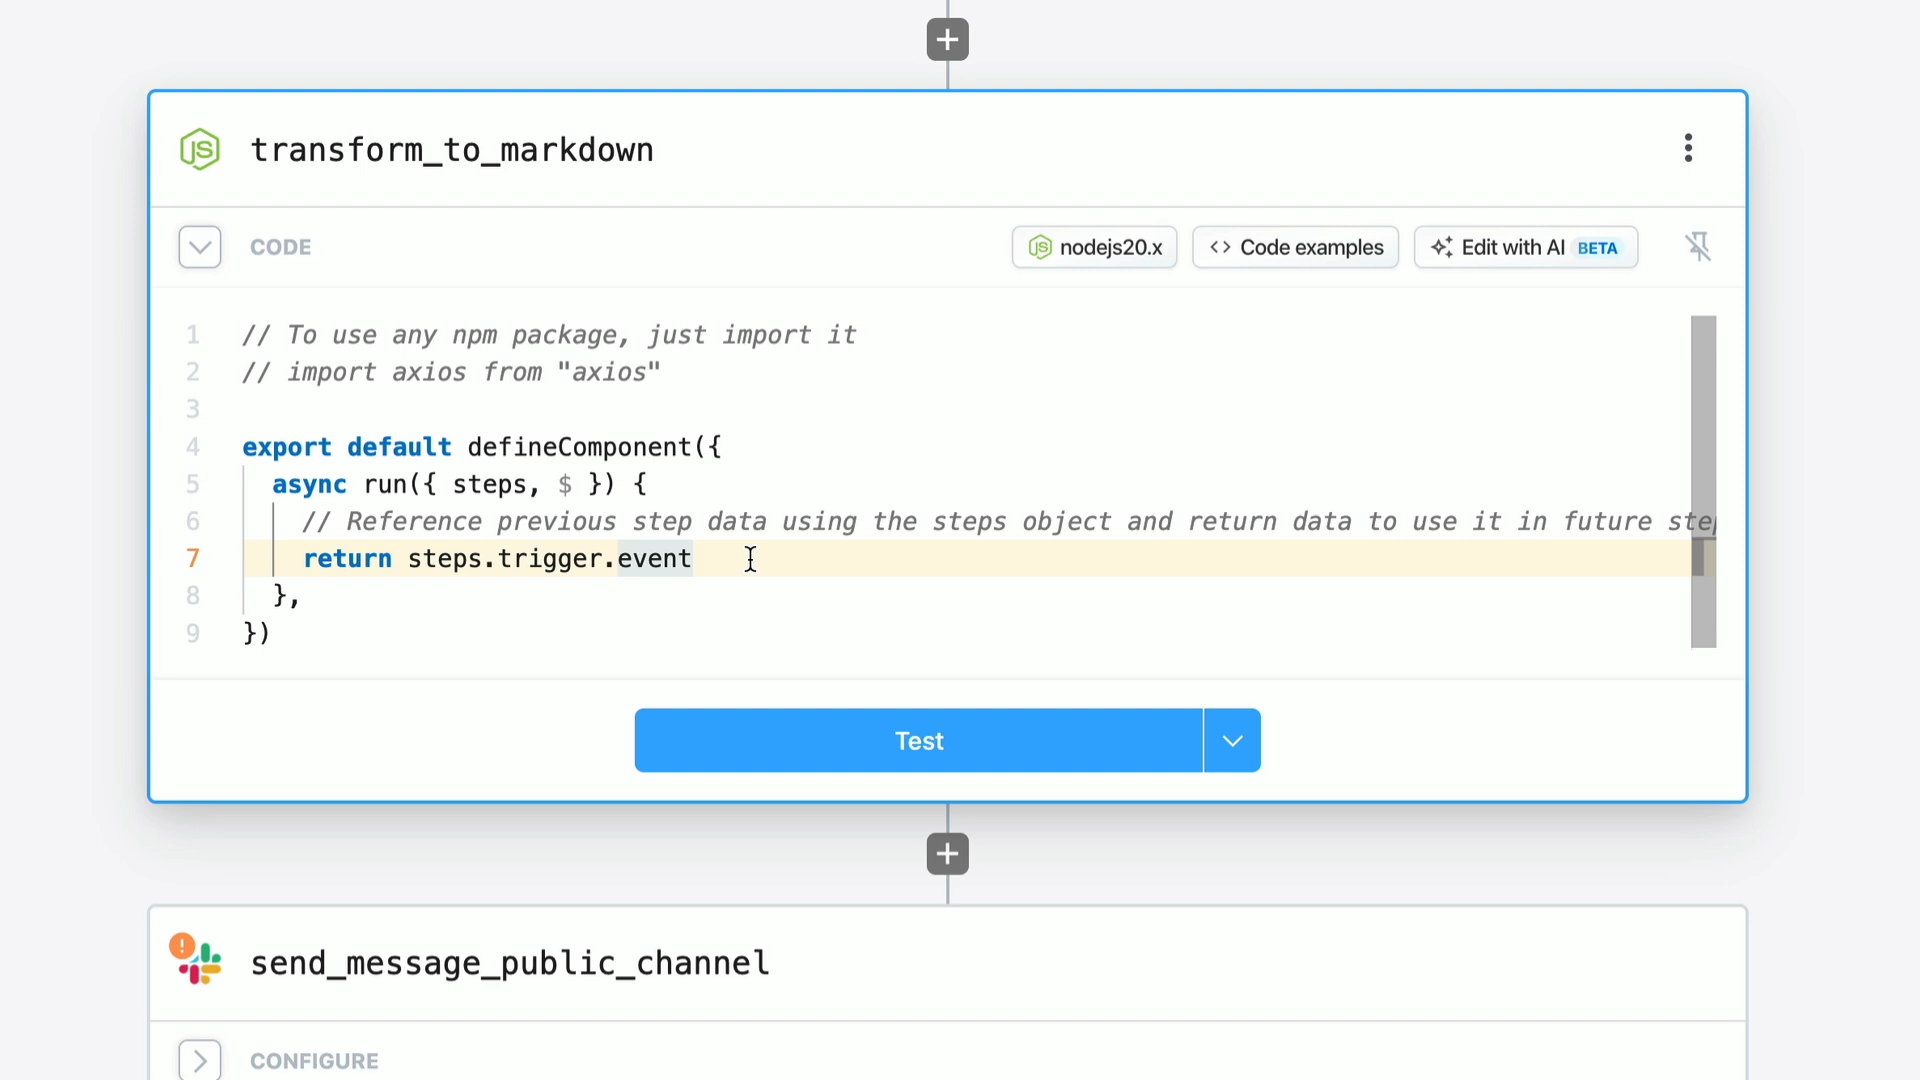 transform_to_markdown
CODE
nodejs20.x
<> Code examples
Edit with AI BETA
1 // To use any npm package, just import it
2 // import axios from "axios"
3
4 export default defineComponent({
5 async run({ steps, $ }) {
6 // Reference previous step data using the steps object and return data to use it in future
7 return steps.trigger.event
8 },
9 })
Test
send_message_public_channel
CONFIGURE